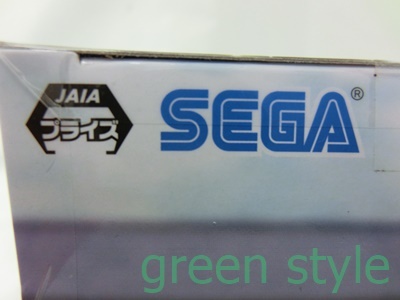 JAIA
プライズ
SEGA®
green style